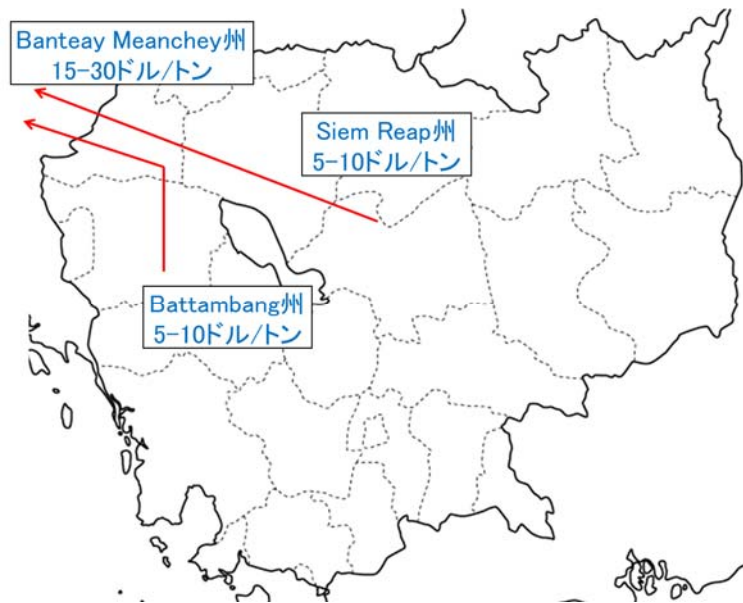 Banteay Meanchey州
15-30ドル/トン
Siem Reap州
5-10ドル/トン
Battambang州
5-10ドル/トン